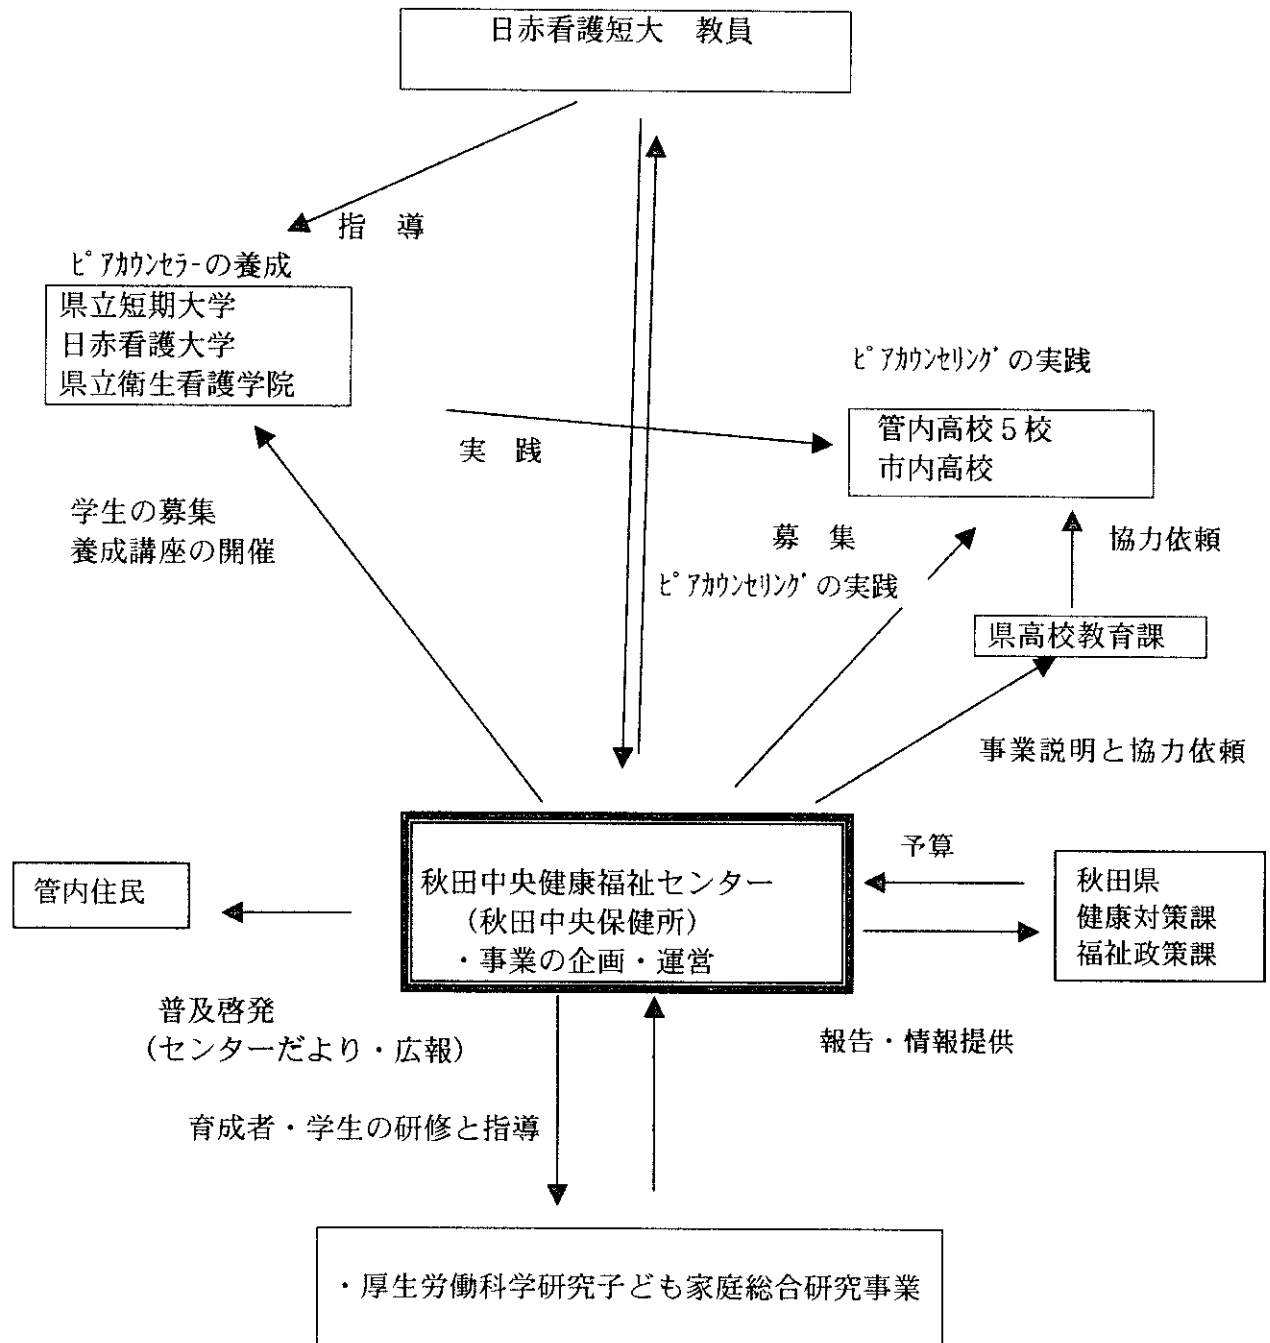 日赤看護短大　教員
指　導
ﾋﾟｱｶｳﾝｾﾗｰの養成
県立短期大学
日赤看護大学
県立衛生看護学院
ﾋﾟｱｶｳﾝｾﾘﾝｸﾞの実践
管内高校５校
市内高校
実　践
学生の募集
養成講座の開催
募　集
ﾋﾟｱｶｳﾝｾﾘﾝｸﾞの実践
協力依頼
県高校教育課
事業説明と協力依頼
予算
管内住民
秋田中央健康福祉センター
（秋田中央保健所）
・事業の企画・運営
秋田県
健康対策課
福祉政策課
普及啓発
（センターだより・広報）
報告・情報提供
育成者・学生の研修と指導
・厚生労働科学研究子ども家庭総合研究事業